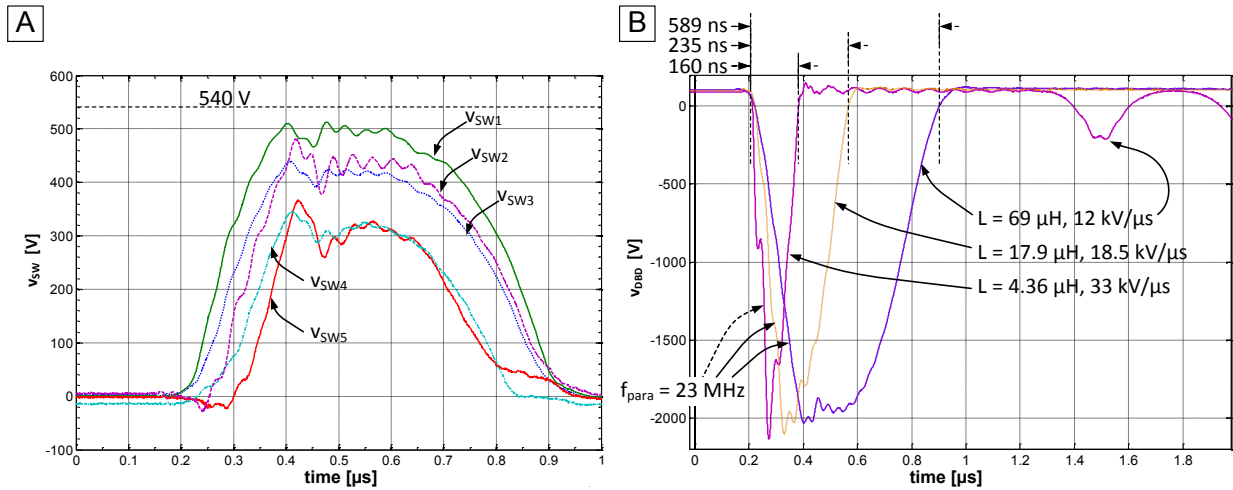 A
600
500
400
300
200
100
0
-100
v_SW [V]
540 V
v_SW1
v_SW2
v_SW3
v_SW4
v_SW5
0 0.1 0.2 0.3 0.4 0.5 0.6 0.7 0.8 0.9 1
time [µs]
B
589 ns
235 ns
160 ns
0
-500
-1000
-1500
-2000
v_DBD [V]
L = 69 µH, 12 kV/µs
L = 17.9 µH, 18.5 kV/µs
L = 4.36 µH, 33 kV/µs
f_para = 23 MHz
0 0.2 0.4 0.6 0.8 1 1.2 1.4 1.6 1.8
time [µs]